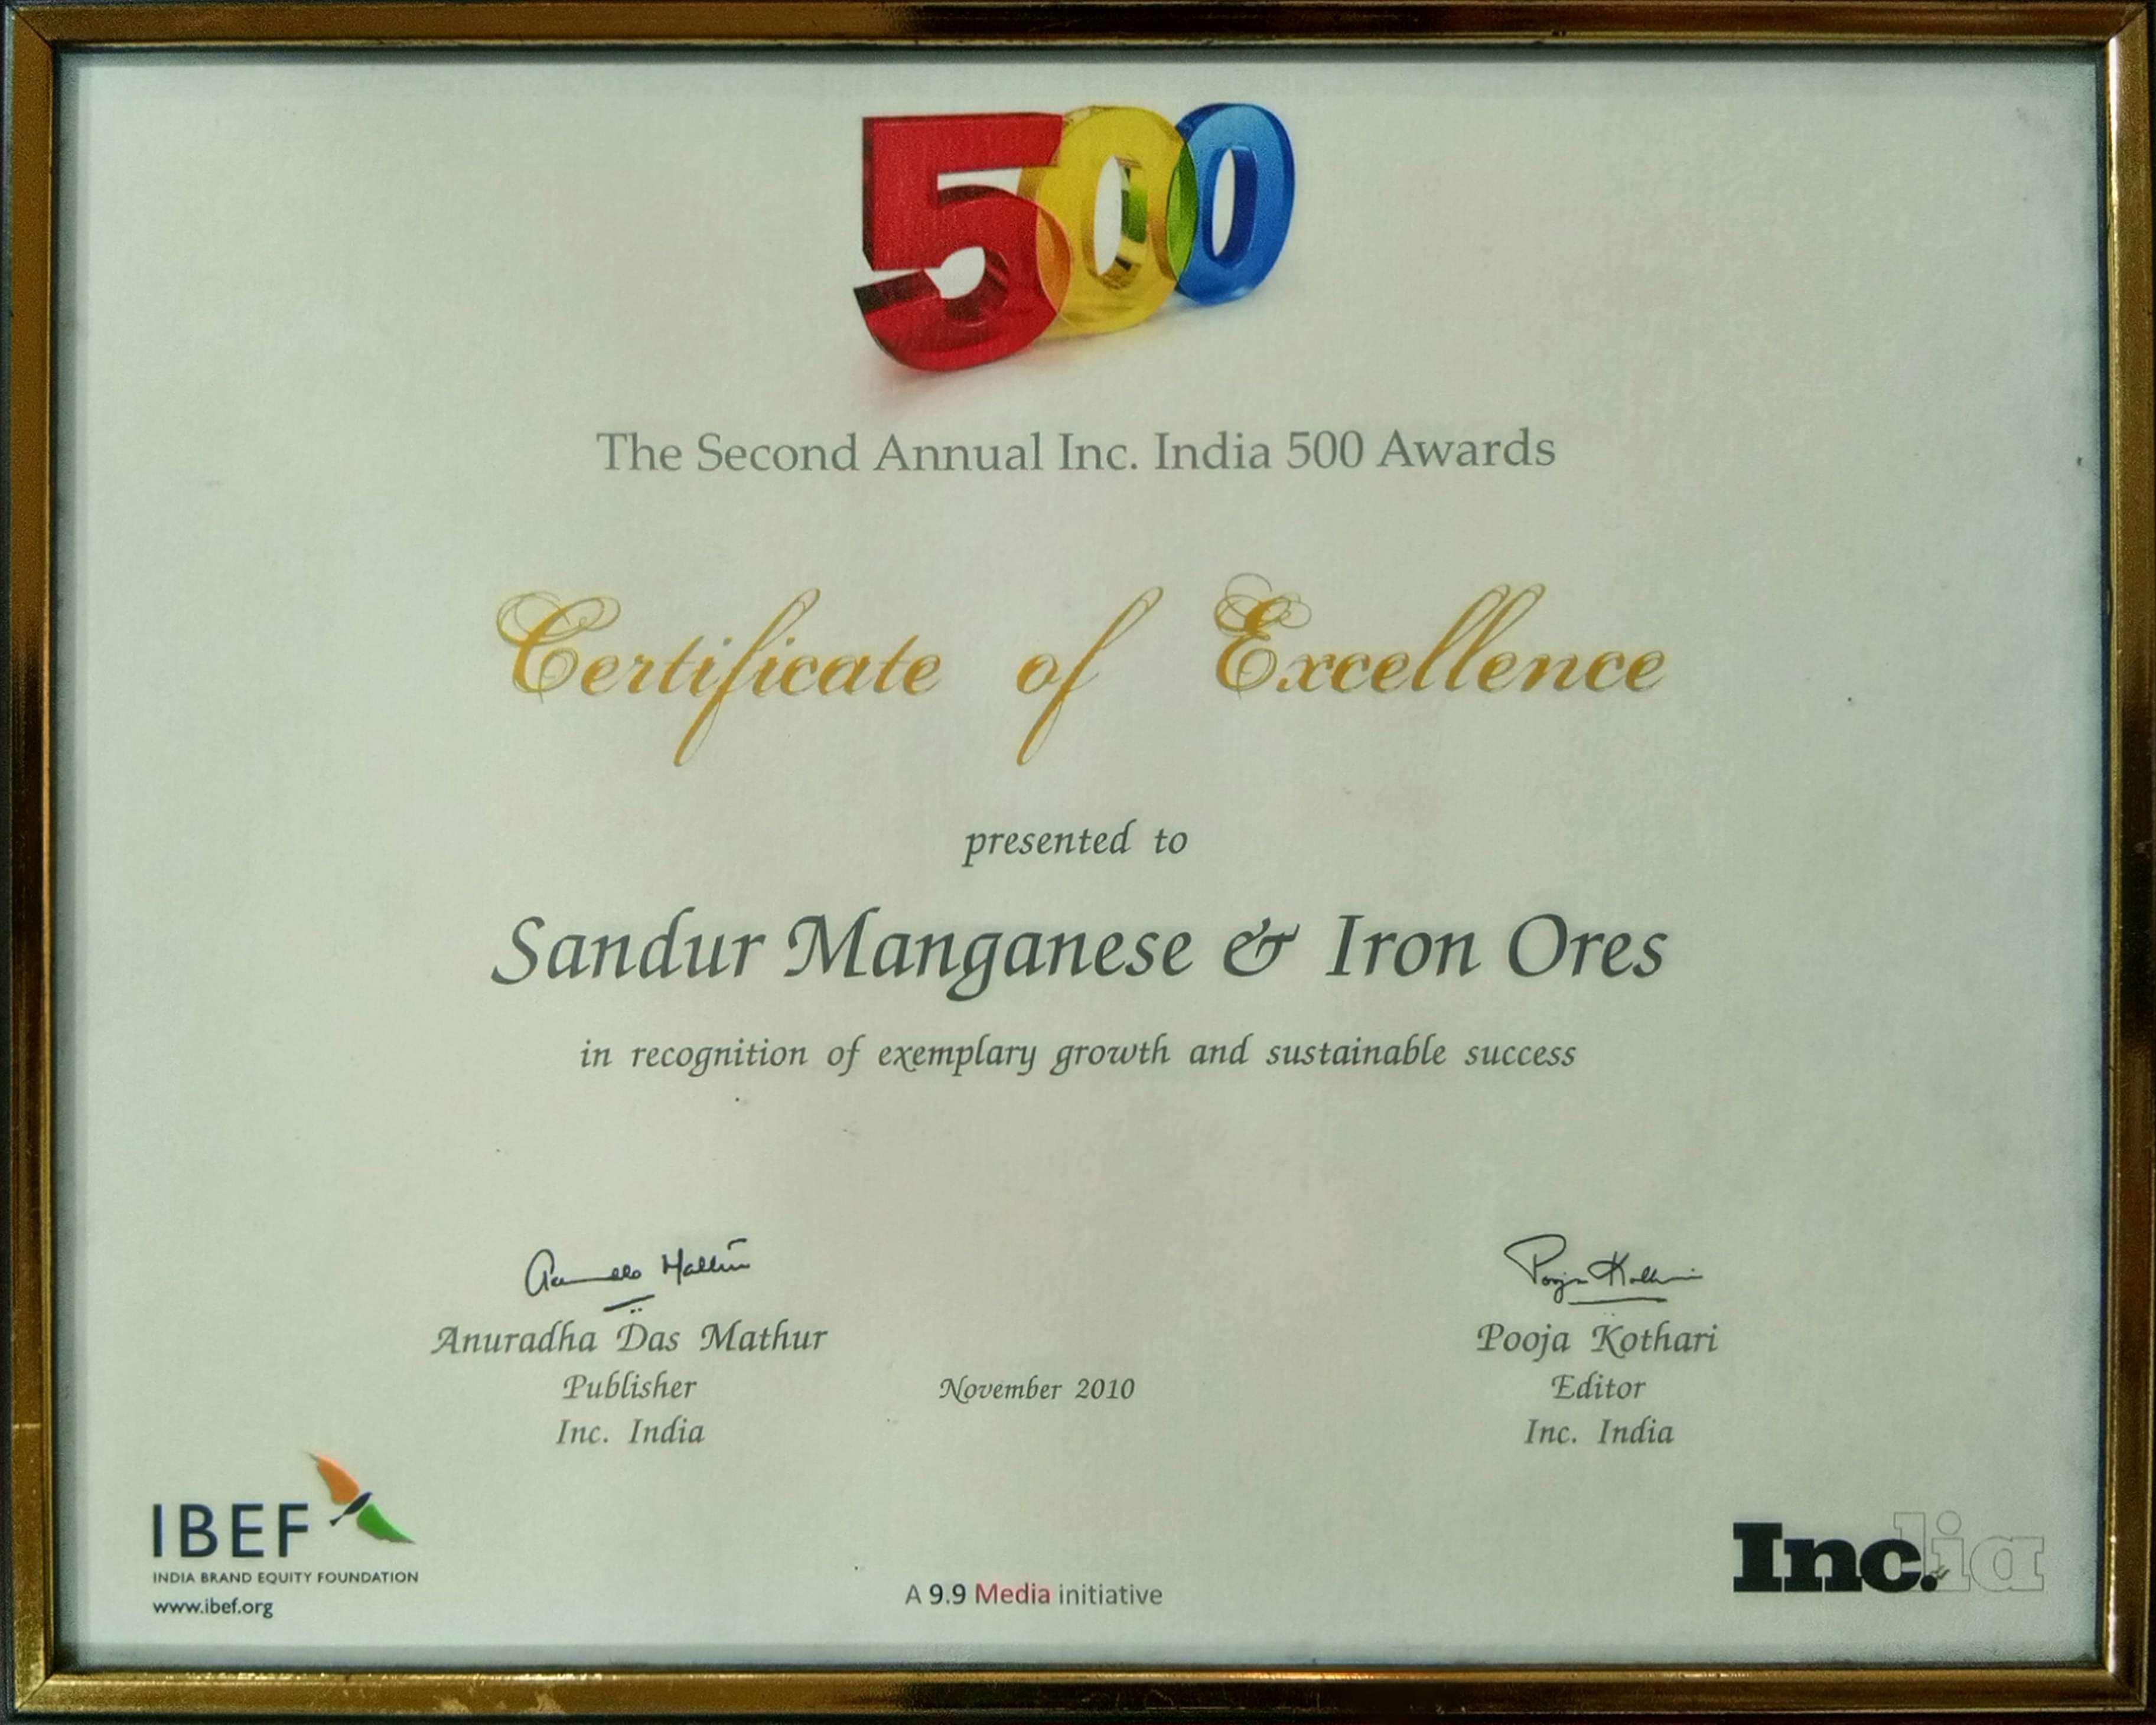 500
The Second Annual Inc. India 500 Awards
Certificate of Excellence
presented to
Sandur Manganese & Iron Ores
in recognition of exemplary growth and sustainable success
Anuradha Das Mathur
Publisher
Inc. India
November 2010
Pooja Kothari
Editor
Inc. India
IBEF
INDIA BRAND EQUITY FOUNDATION
www.ibef.org
A 9.9 Media initiative
Inc.dia